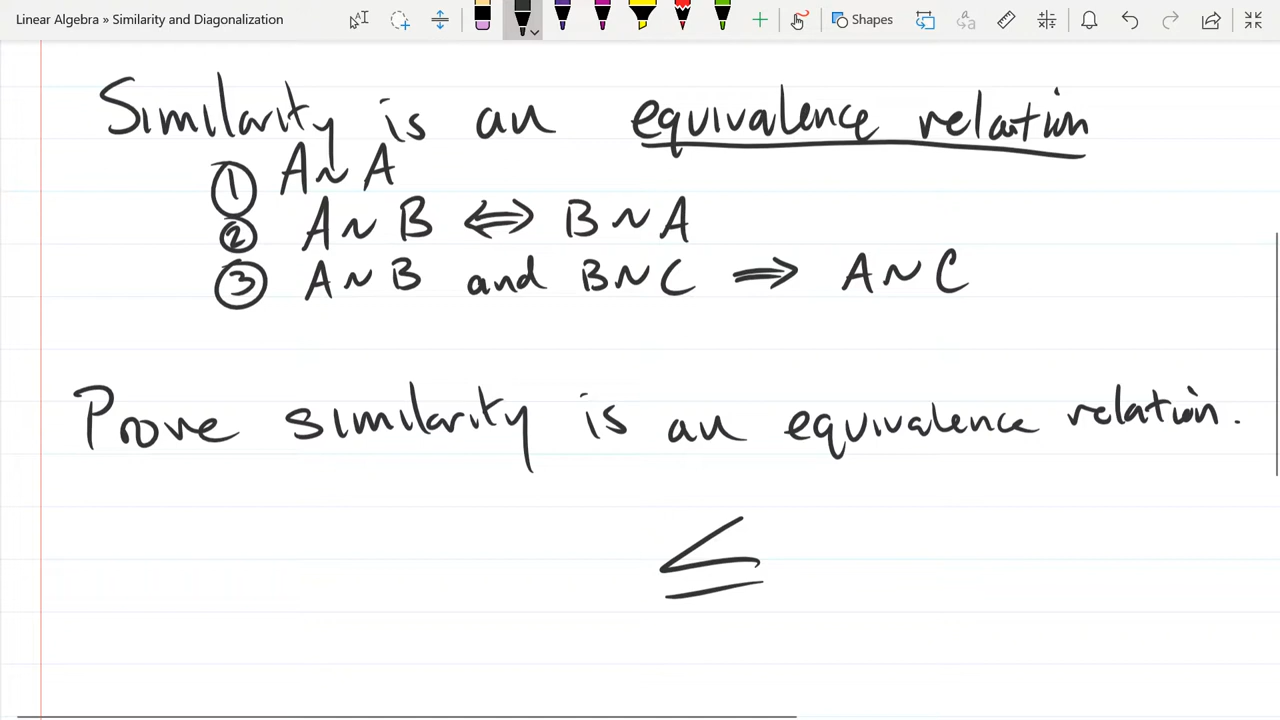 Linear Algebra » Similarity and Diagonalization
Shapes
Similarity is an equivalence relation
① A ~ A
② A ~ B ⟺ B ~ A
③ A ~ B and B ~ C ⟹ A ~ C
Prove similarity is an equivalence relation.
≤